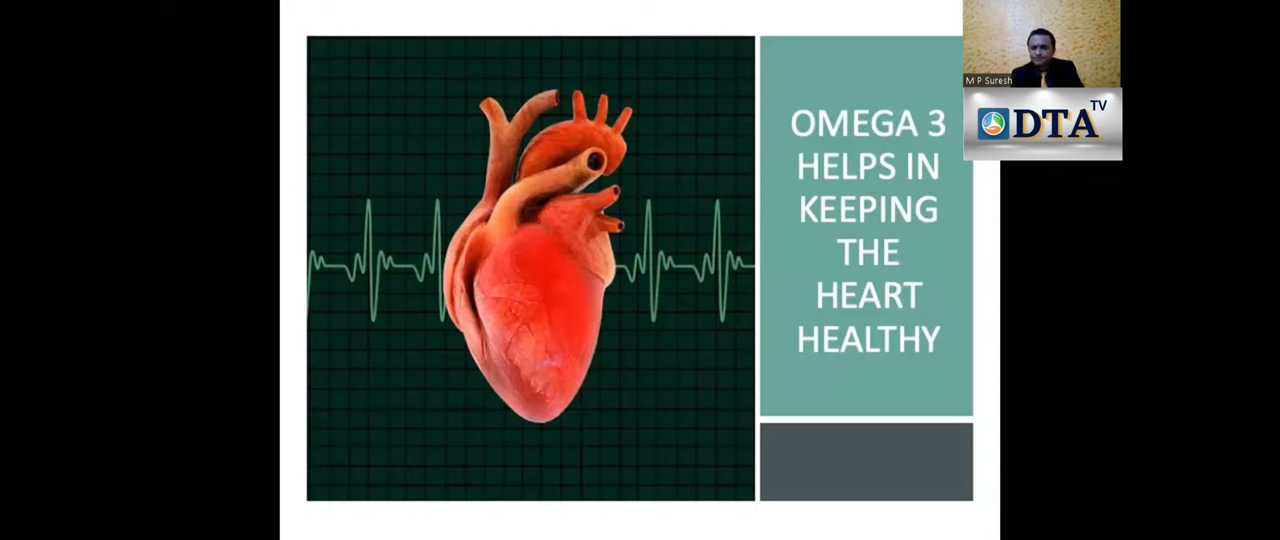 OMEGA 3
HELPS IN
KEEPING
THE
HEART
HEALTHY
M P Suresh
DTA TV